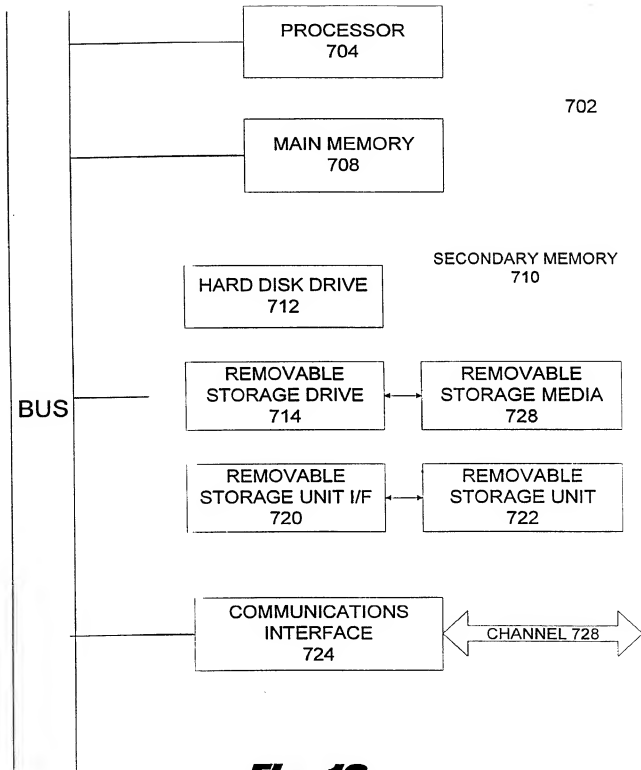 PROCESSOR
704
702
MAIN MEMORY
708
SECONDARY MEMORY
710
HARD DISK DRIVE
712
REMOVABLE
STORAGE DRIVE
714
REMOVABLE
STORAGE MEDIA
728
BUS
REMOVABLE
STORAGE UNIT I/F
720
REMOVABLE
STORAGE UNIT
722
COMMUNICATIONS
INTERFACE
724
CHANNEL 728